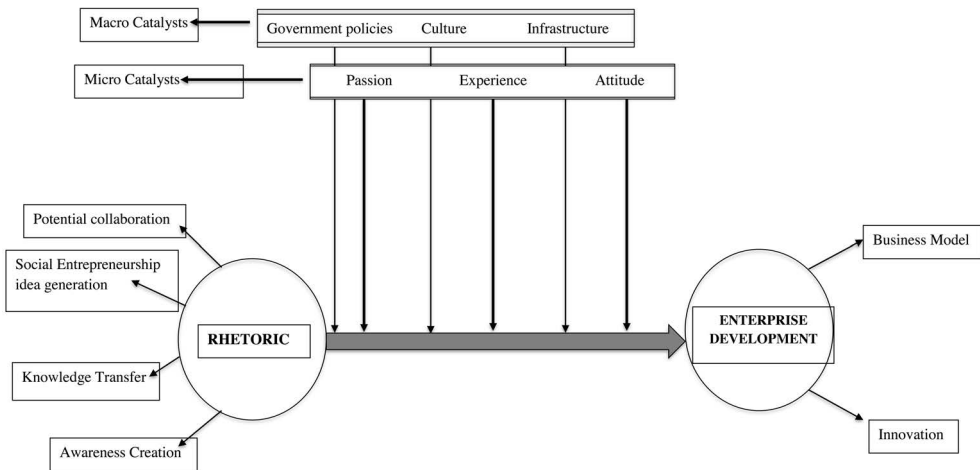 Macro Catalysts
Government policies Culture Infrastructure
Micro Catalysts
Passion Experience Attitude
Potential collaboration
Social Entrepreneurship
idea generation
RHETORIC
Knowledge Transfer
Awareness Creation
Business Model
ENTERPRISE
DEVELOPMENT
Innovation